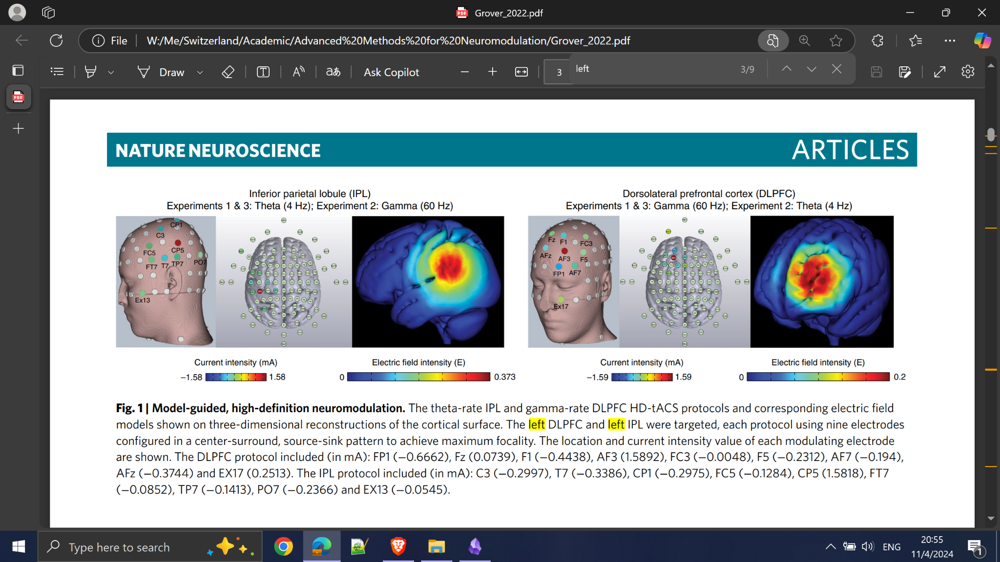 Grover_2022.pdf
File
W:/Me/Switzerland/Academic/Advanced%20Methods%20for%20Neuromodulation/Grover_2022.pdf
Draw
aあ
Ask Copilot
3
left
3/9
NATURE NEUROSCIENCE
ARTICLES
Inferior parietal lobule (IPL)
Experiments 1 & 3: Theta (4 Hz); Experiment 2: Gamma (60 Hz)
CP1
C3
FC5
CP5
FT7
T7
TP7
PO7
Ex13
Current intensity (mA)
−1.58
1.58
Electric field intensity (E)
0
0.373
Dorsolateral prefrontal cortex (DLPFC)
Experiments 1 & 3: Gamma (60 Hz); Experiment 2: Theta (4 Hz)
Fz
F1
FC3
AFz
AF3
F5
FP1
AF7
Ex17
Current intensity (mA)
−1.59
1.59
Electric field intensity (E)
0
0.2
Fig. 1 | Model-guided, high-definition neuromodulation. The theta-rate IPL and gamma-rate DLPFC HD-tACS protocols and corresponding electric field
models shown on three-dimensional reconstructions of the cortical surface. The left DLPFC and left IPL were targeted, each protocol using nine electrodes
configured in a center-surround, source-sink pattern to achieve maximum focality. The location and current intensity value of each modulating electrode
are shown. The DLPFC protocol included (in mA): FP1 (−0.6662), Fz (0.0739), F1 (−0.4438), AF3 (1.5892), FC3 (−0.0048), F5 (−0.2312), AF7 (−0.194),
AFz (−0.3744) and EX17 (0.2513). The IPL protocol included (in mA): C3 (−0.2997), T7 (−0.3386), CP1 (−0.2975), FC5 (−0.1284), CP5 (1.5818), FT7
(−0.0852), TP7 (−0.1413), PO7 (−0.2366) and EX13 (−0.0545).
Type here to search
ENG
20:55
11/4/2024
1